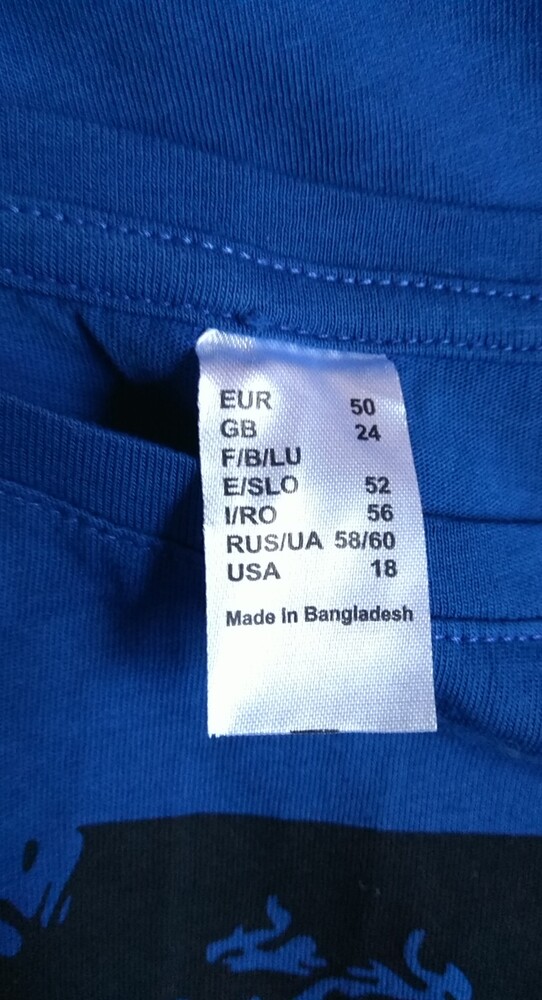 EUR 50
GB 24
F/B/LU
E/SLO 52
I/RO 56
RUS/UA 58/60
USA 18
Made in Bangladesh